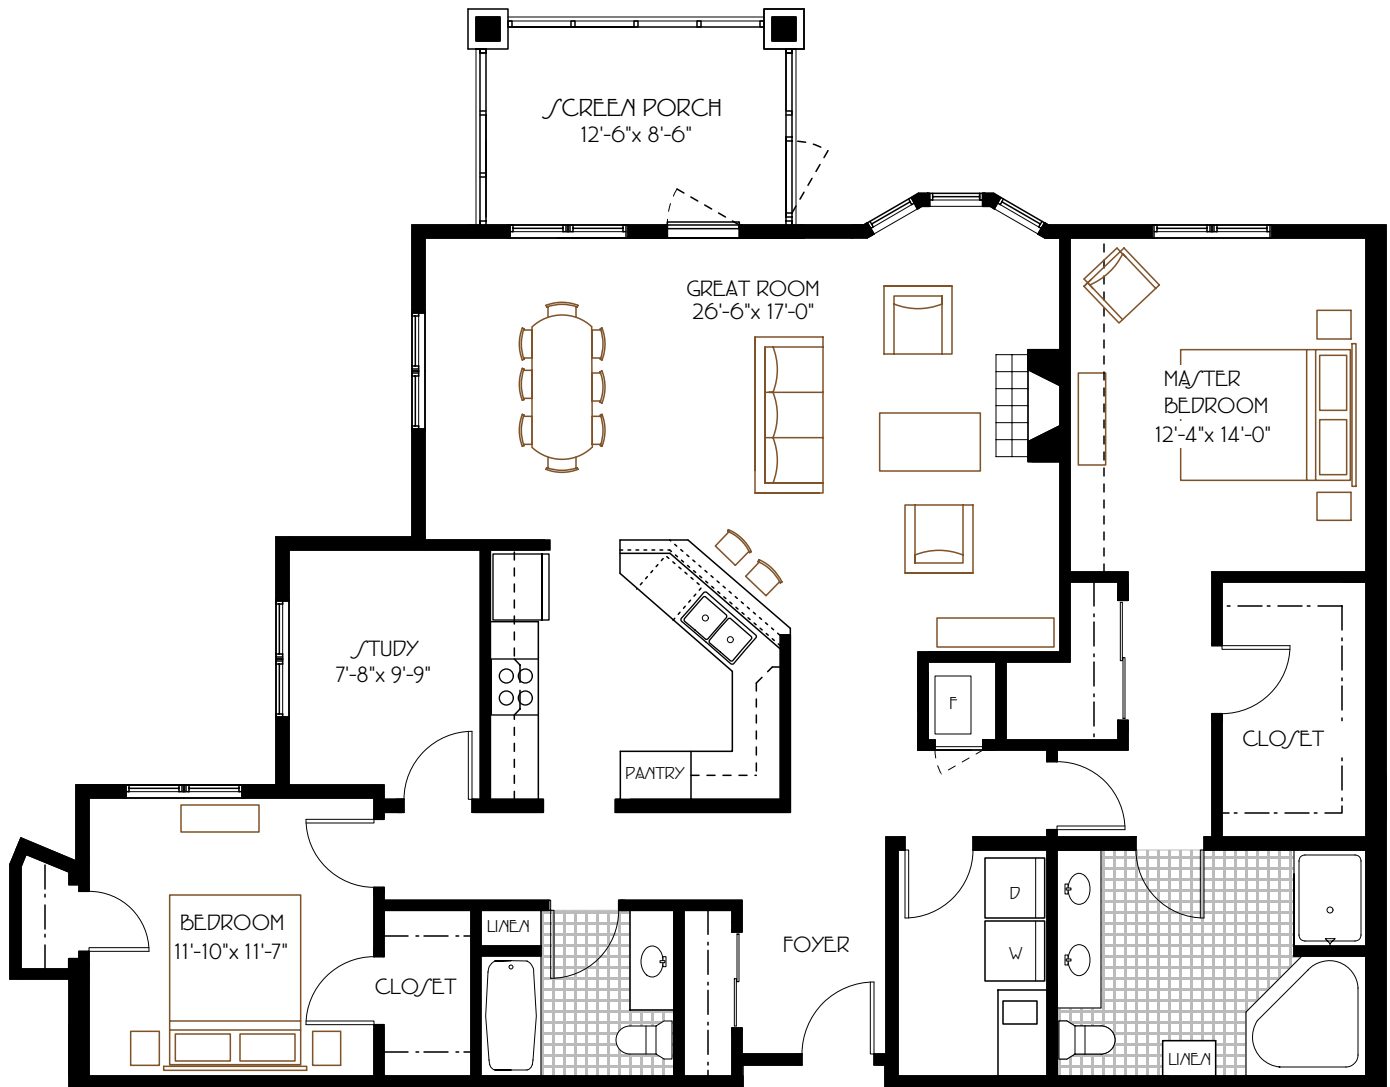 SCREEN PORCH
12'-6"x 8'-6"
GREAT ROOM
26'-6"x 17'-0"
MASTER
BEDROOM
12'-4"x 14'-0"
STUDY
7'-8"x 9'-9"
F
CLOSET
PANTRY
D
W
BEDROOM
11'-10"x 11'-7"
LINEN
FOYER
CLOSET
LINEN